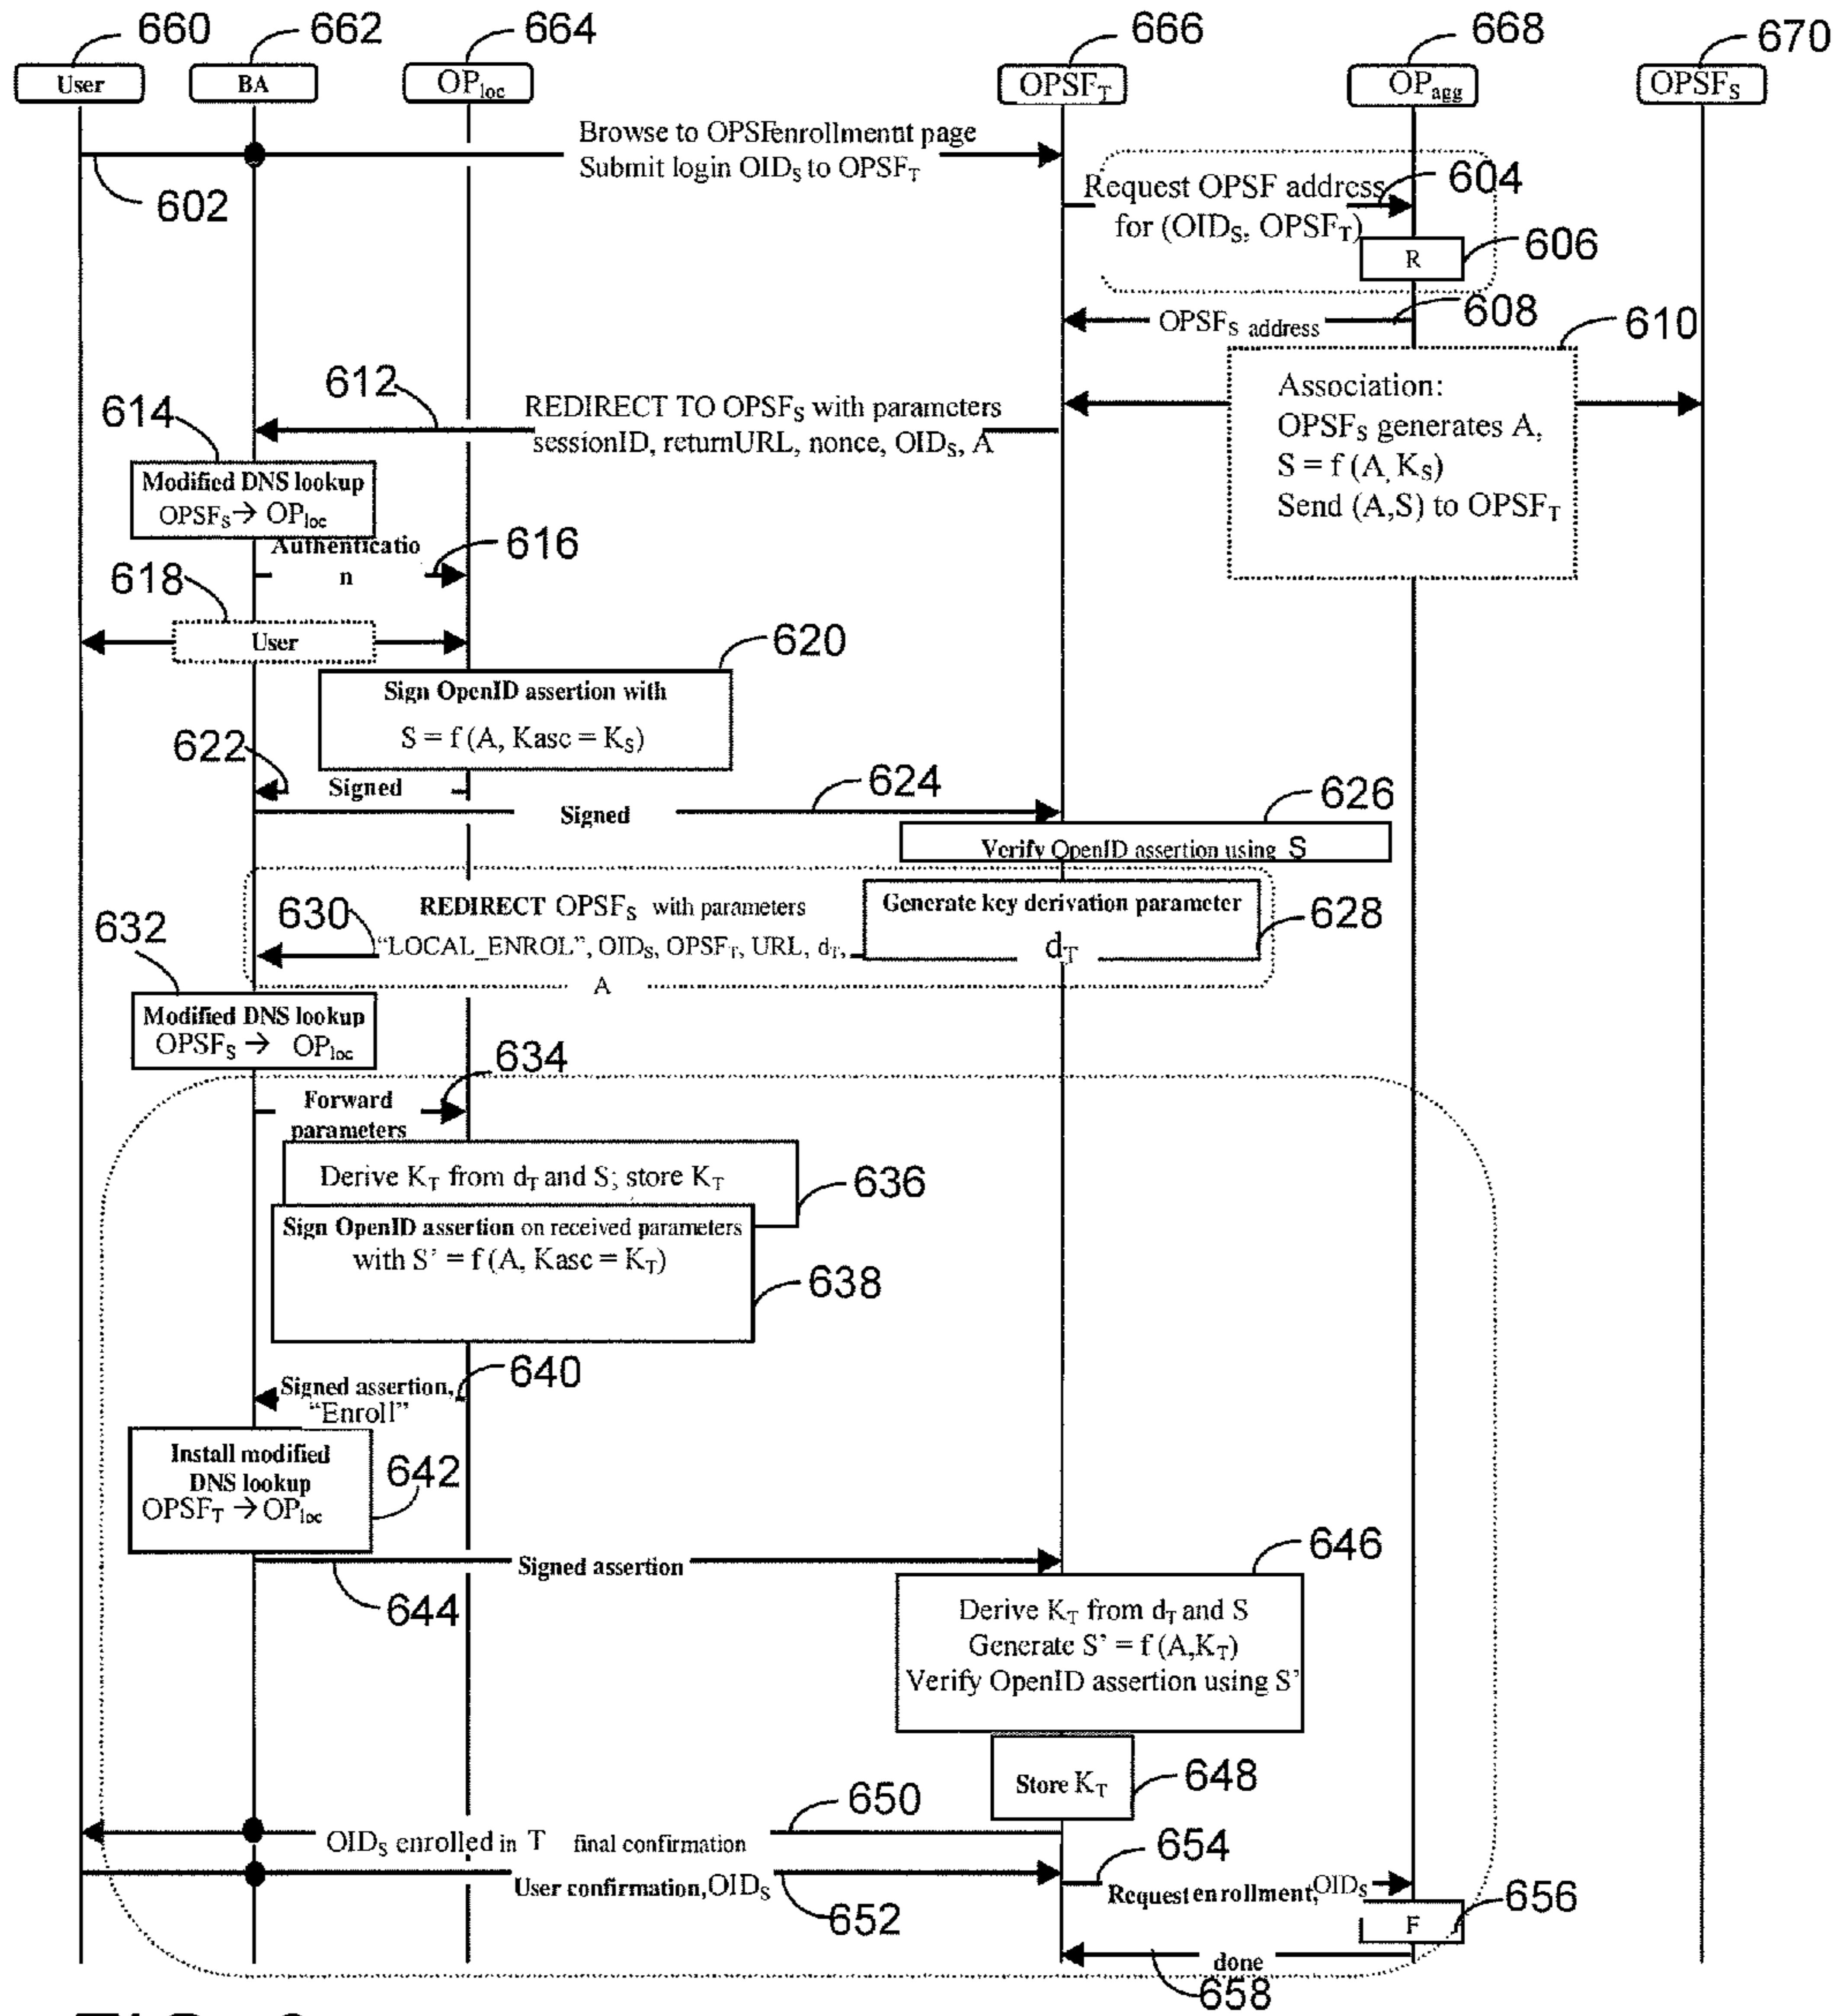 660 662 664 666 668 670
User BA OPloc OPSFT OPagg OPSFS
Browse to OPSFenrollmentnt page
Submit login OIDS to OPSFT
602
Request OPSF address
604
for (OIDS, OPSFT)
R
606
608
OPSFS address
610
Association:
OPSFS generates A,
S = f (A, KS)
Send (A,S) to OPSFT
612
REDIRECT TO OPSFS with parameters
sessionID, returnURL, nonce, OIDS, A
614
Modified DNS lookup
OPSFS → OPloc
Authenticatio
n
616
618
User
620
Sign OpenID assertion with
S = f (A, Kasc = KS)
622
Signed
624
Signed
626
Verify OpenID assertion using S
Generate key derivation parameter
dT
628
630
REDIRECT OPSFS with parameters
“LOCAL_ENROL”, OIDS, OPSFT, URL, dT,
A
632
Modified DNS lookup
OPSFS → OPloc
634
Forward
parameters
Derive KT from dT and S; store KT
636
Sign OpenID assertion on received parameters
with S’ = f (A, Kasc = KT)
638
640
Signed assertion,
“Enroll”
Install modified
DNS lookup
OPSFT → OPloc
642
Signed assertion
644
646
Derive KT from dT and S
Generate S’ = f (A,KT)
Verify OpenID assertion using S’
Store KT
648
650
OIDS enrolled in T final confirmation
User confirmation,OIDS
652
654
Request enrollment,OIDS
F
656
done
658